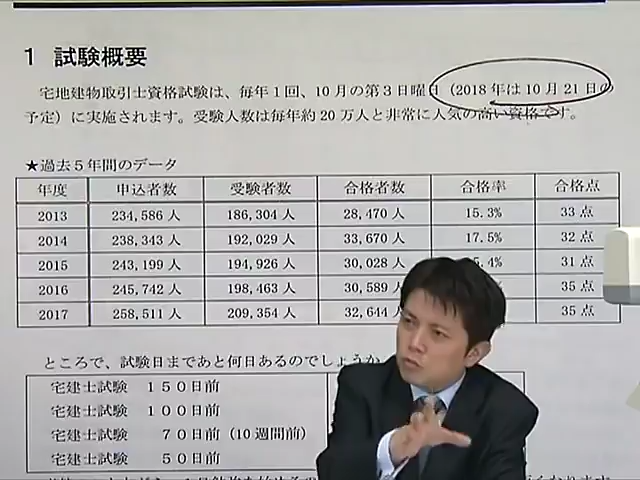 1 試験概要
宅地建物取引士資格試験は、毎年1回、10月の第3日曜日（2018年は10月21日の
予定）に実施されます。受験人数は毎年約20万人と非常に人気の高い資格です。
★過去5年間のデータ
年度 申込者数 受験者数 合格者数 合格率 合格点
2013 234,586人 186,304人 28,470人 15.3% 33点
2014 238,343人 192,029人 33,670人 17.5% 32点
2015 243,199人 194,926人 30,028人 5.4% 31点
2016 245,742人 198,463人 30,589 35点
2017 258,511人 209,354人 32,644 35点
ところで、試験日まであと何日あるのでしょうか
宅建士試験 150日前
宅建士試験 100日前
宅建士試験 70日前（10週間前）
宅建士試験 50日前